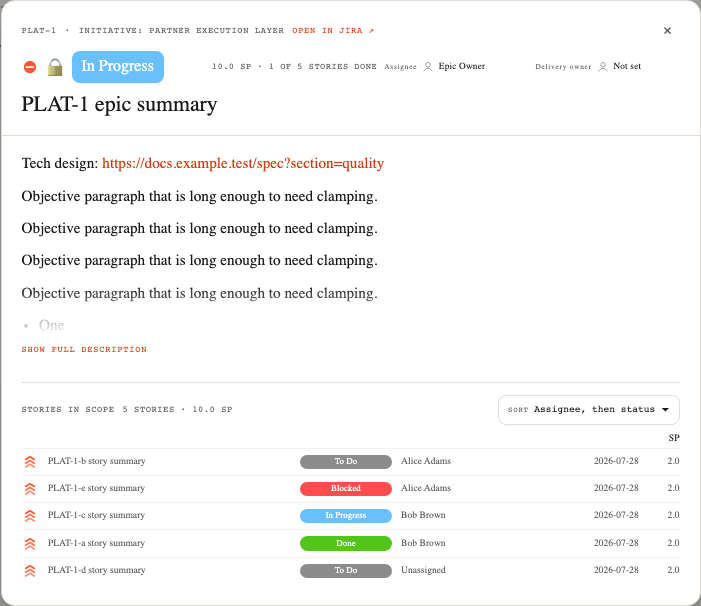 PLAT-1 · INITIATIVE: PARTNER EXECUTION LAYER OPEN IN JIRA ↗ ×
In Progress 10.0 SP · 1 OF 5 STORIES DONE Assignee Epic Owner Delivery owner Not set
PLAT-1 epic summary
Tech design: https://docs.example.test/spec?section=quality
Objective paragraph that is long enough to need clamping.
Objective paragraph that is long enough to need clamping.
Objective paragraph that is long enough to need clamping.
Objective paragraph that is long enough to need clamping.
• One
SHOW FULL DESCRIPTION
STORIES IN SCOPE 5 STORIES · 10.0 SP SORT Assignee, then status
SP
PLAT-1-b story summary To Do Alice Adams 2026-07-28 2.0
PLAT-1-e story summary Blocked Alice Adams 2026-07-28 2.0
PLAT-1-c story summary In Progress Bob Brown 2026-07-28 2.0
PLAT-1-a story summary Done Bob Brown 2026-07-28 2.0
PLAT-1-d story summary To Do Unassigned 2026-07-28 2.0